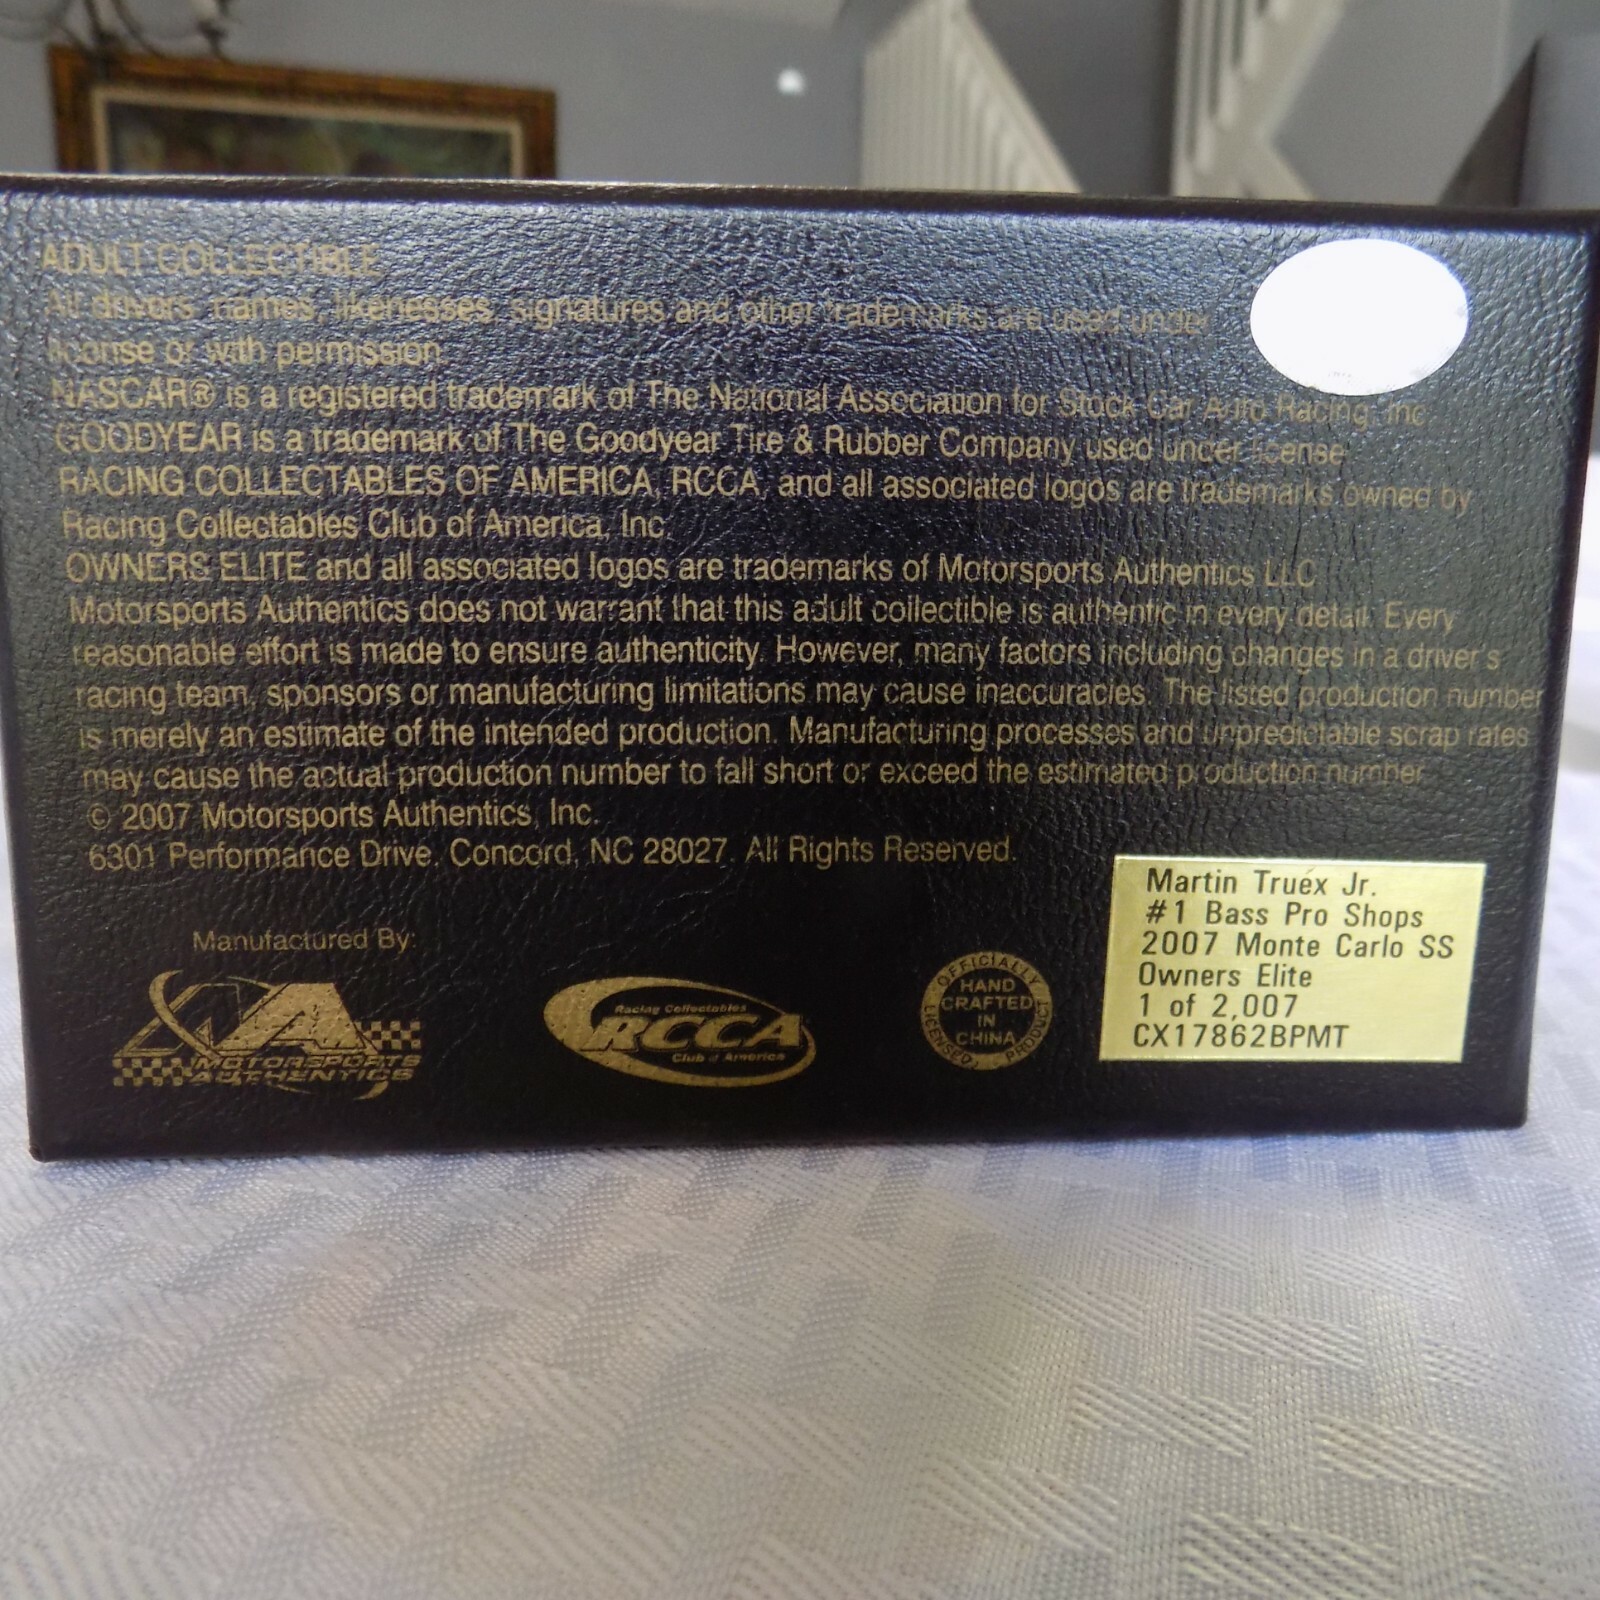 ADULT COLLECTIBLE
All drivers' names, likenesses, signatures and other trademarks are used under
license or with permission.
NASCAR® is a registered trademark of The National Association for Stock Car Auto Racing, Inc.
GOODYEAR is a trademark of The Goodyear Tire & Rubber Company used under license.
RACING COLLECTABLES OF AMERICA, RCCA, and all associated logos are trademarks owned by
Racing Collectables Club of America, Inc.
OWNERS ELITE and all associated logos are trademarks of Motorsports Authentics LLC
Motorsports Authentics does not warrant that this adult collectible is authentic in every detail. Every
reasonable effort is made to ensure authenticity. However, many factors including changes in a driver's
racing team, sponsors or manufacturing limitations may cause inaccuracies. The listed production number
is merely an estimate of the intended production. Manufacturing processes and unpredictable scrap rates
may cause the actual production number to fall short or exceed the estimated production number.
© 2007 Motorsports Authentics, Inc.
6301 Performance Drive, Concord, NC 28027. All Rights Reserved.
Manufactured By:
MA
MOTORSPORTS
AUTHENTICS
Racing Collectables
RCCA
Club of America
OFFICIALLY LICENSED PRODUCT
HAND
CRAFTED
IN
CHINA
Martin Truex Jr.
#1 Bass Pro Shops
2007 Monte Carlo SS
Owners Elite
1 of 2,007
CX17862BPMT